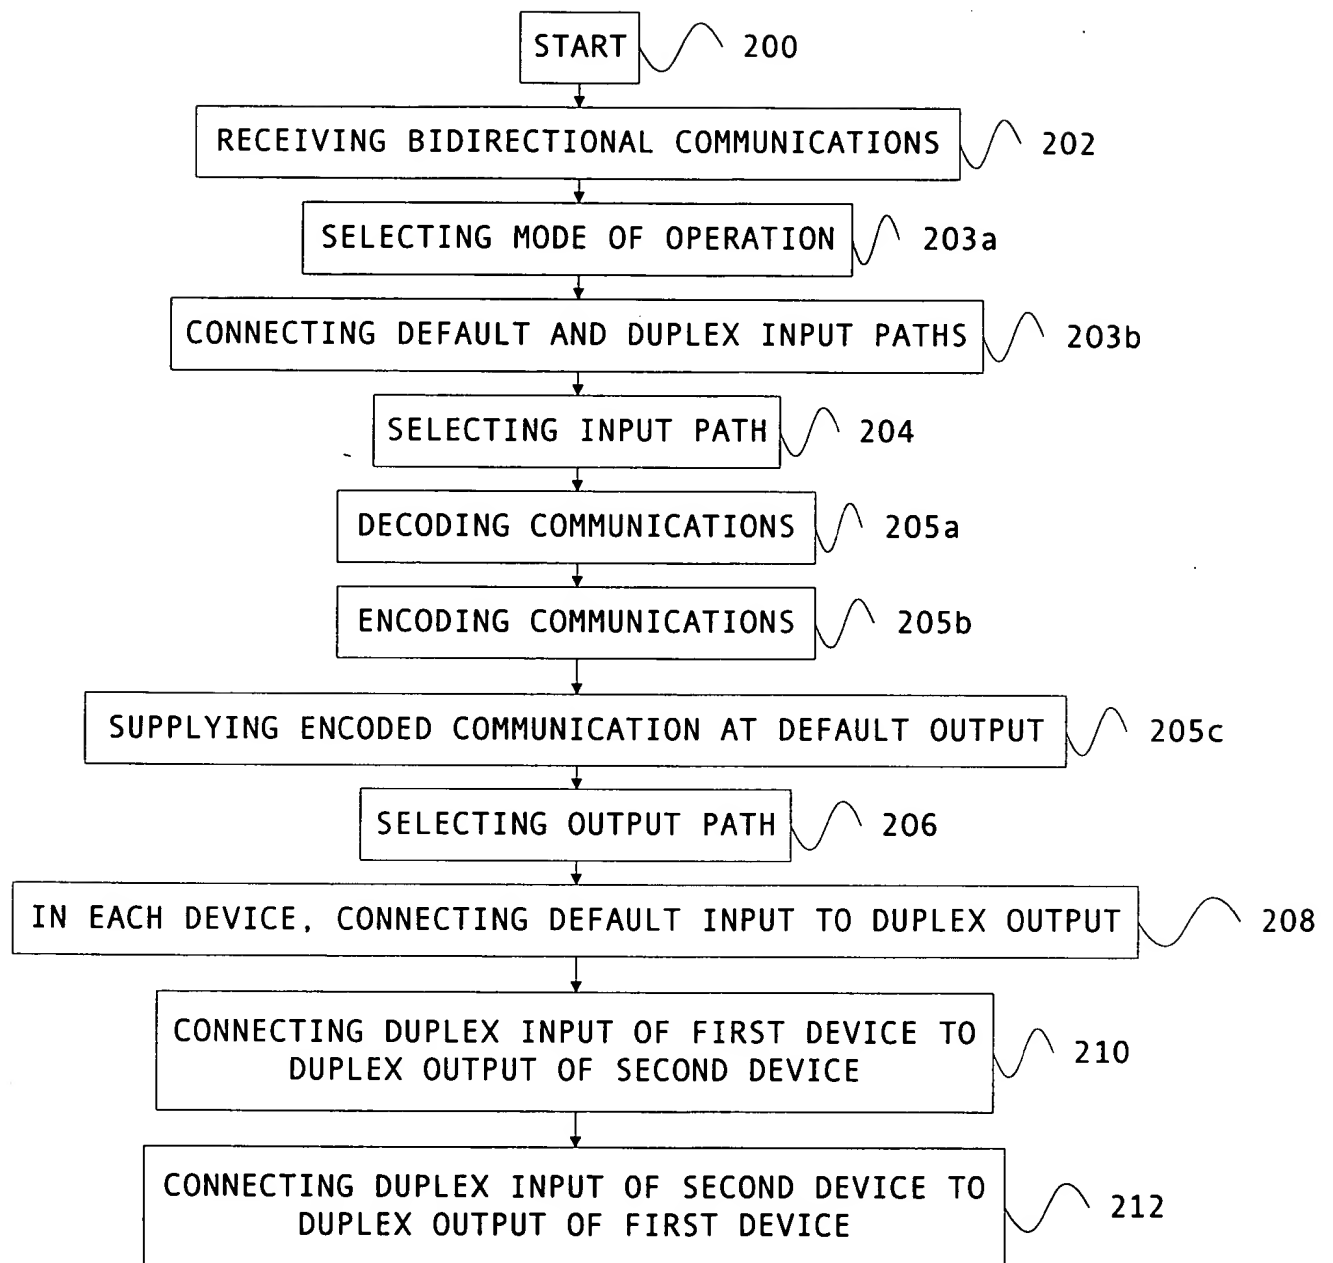 START
200
RECEIVING BIDIRECTIONAL COMMUNICATIONS
202
SELECTING MODE OF OPERATION
203a
CONNECTING DEFAULT AND DUPLEX INPUT PATHS
203b
SELECTING INPUT PATH
204
DECODING COMMUNICATIONS
205a
ENCODING COMMUNICATIONS
205b
SUPPLYING ENCODED COMMUNICATION AT DEFAULT OUTPUT
205c
SELECTING OUTPUT PATH
206
IN EACH DEVICE, CONNECTING DEFAULT INPUT TO DUPLEX OUTPUT
208
CONNECTING DUPLEX INPUT OF FIRST DEVICE TO
DUPLEX OUTPUT OF SECOND DEVICE
210
CONNECTING DUPLEX INPUT OF SECOND DEVICE TO
DUPLEX OUTPUT OF FIRST DEVICE
212